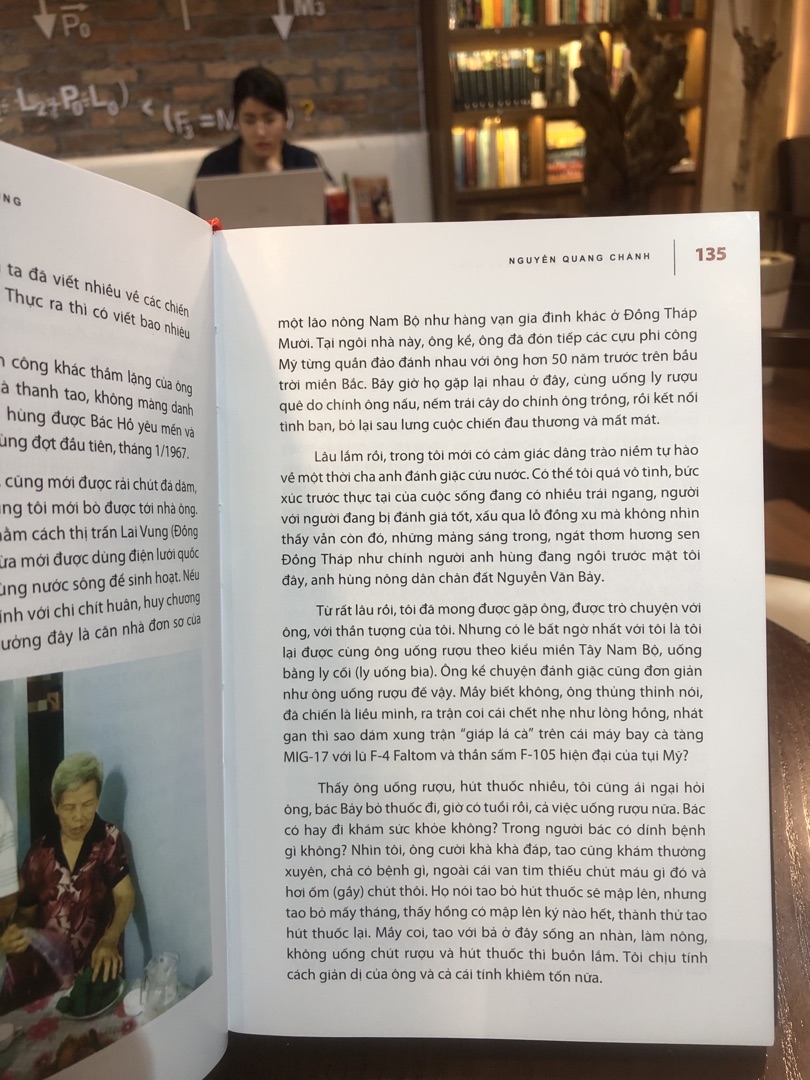 P₀
M₃
L₂+P₀=L₀) < (F₃=N ) ?
NG
ta đã viết nhiều về các chiến
Thực ra thì có viết bao nhiêu
công khác thầm lặng của ông
thanh tao, không màng danh
hùng được Bác Hồ yêu mến và
đợt đầu tiên, tháng 1/1967.
cũng mới được rải chút đá dăm,
tôi mới bò được tới nhà ông.
cách thị trấn Lai Vung (Đồng
mới được dùng điện lưới quốc
nước sông để sinh hoạt. Nếu
với chi chít huân, huy chương
đây là căn nhà đơn sơ của
NGUYỄN QUANG CHÁNH 135
một lão nông Nam Bộ như hàng vạn gia đình khác ở Đồng Tháp
Mười. Tại ngôi nhà này, ông kể, ông đã đón tiếp các cựu phi công
Mỹ từng quần đảo đánh nhau với ông hơn 50 năm trước trên bầu
trời miền Bắc. Bây giờ họ gặp lại nhau ở đây, cùng uống ly rượu
quê do chính ông nấu, nếm trái cây do chính ông trồng, rồi kết nối
tình bạn, bỏ lại sau lưng cuộc chiến đau thương và mất mát.
Lâu lắm rồi, trong tôi mới có cảm giác dâng trào niềm tự hào
về một thời cha anh đánh giặc cứu nước. Có thể tôi quá vô tình, bức
xúc trước thực tại của cuộc sống đang có nhiều trái ngang, người
với người đang bị đánh giá tốt, xấu qua lỗ đồng xu mà không nhìn
thấy vẫn còn đó, những mảng sáng trong, ngát thơm hương sen
Đồng Tháp như chính người anh hùng đang ngồi trước mặt tôi
đây, anh hùng nông dân chân đất Nguyễn Văn Bảy.
Từ rất lâu rồi, tôi đã mong được gặp ông, được trò chuyện với
ông, với thần tượng của tôi. Nhưng có lẽ bất ngờ nhất với tôi là tôi
lại được cùng ông uống rượu theo kiểu miền Tây Nam Bộ, uống
bằng ly cối (ly uống bia). Ông kể chuyện đánh giặc cũng đơn giản
như ông uống rượu đế vậy. Mầy biết không, ông thủng thỉnh nói,
đã chiến là liều mình, ra trận coi cái chết nhẹ như lông hồng, nhát
gan thì sao dám xung trận “giáp lá cà” trên cái máy bay cà tàng
MIG-17 với lũ F-4 Faltom và thần sấm F-105 hiện đại của tụi Mỹ?
Thấy ông uống rượu, hút thuốc nhiều, tôi cũng ái ngại hỏi
ông, bác Bảy bỏ thuốc đi, giờ có tuổi rồi, cả việc uống rượu nữa. Bác
có hay đi khám sức khỏe không? Trong người bác có dính bệnh
gì không? Nhìn tôi, ông cười khà khà đáp, tao cũng khám thường
xuyên, chả có bệnh gì, ngoài cái van tim thiếu chút máu gì đó và
hơi ốm (gầy) chút thôi. Họ nói tao bỏ hút thuốc sẽ mập lên, nhưng
tao bỏ mấy tháng, thấy hổng có mập lên ký nào hết, thành thử tao
hút thuốc lại. Mầy coi, tao với bả ở đây sống an nhàn, làm nông,
không uống chút rượu và hút thuốc thì buồn lắm. Tôi chịu tính
cách giản dị của ông và cả cái tính khiêm tốn nữa.